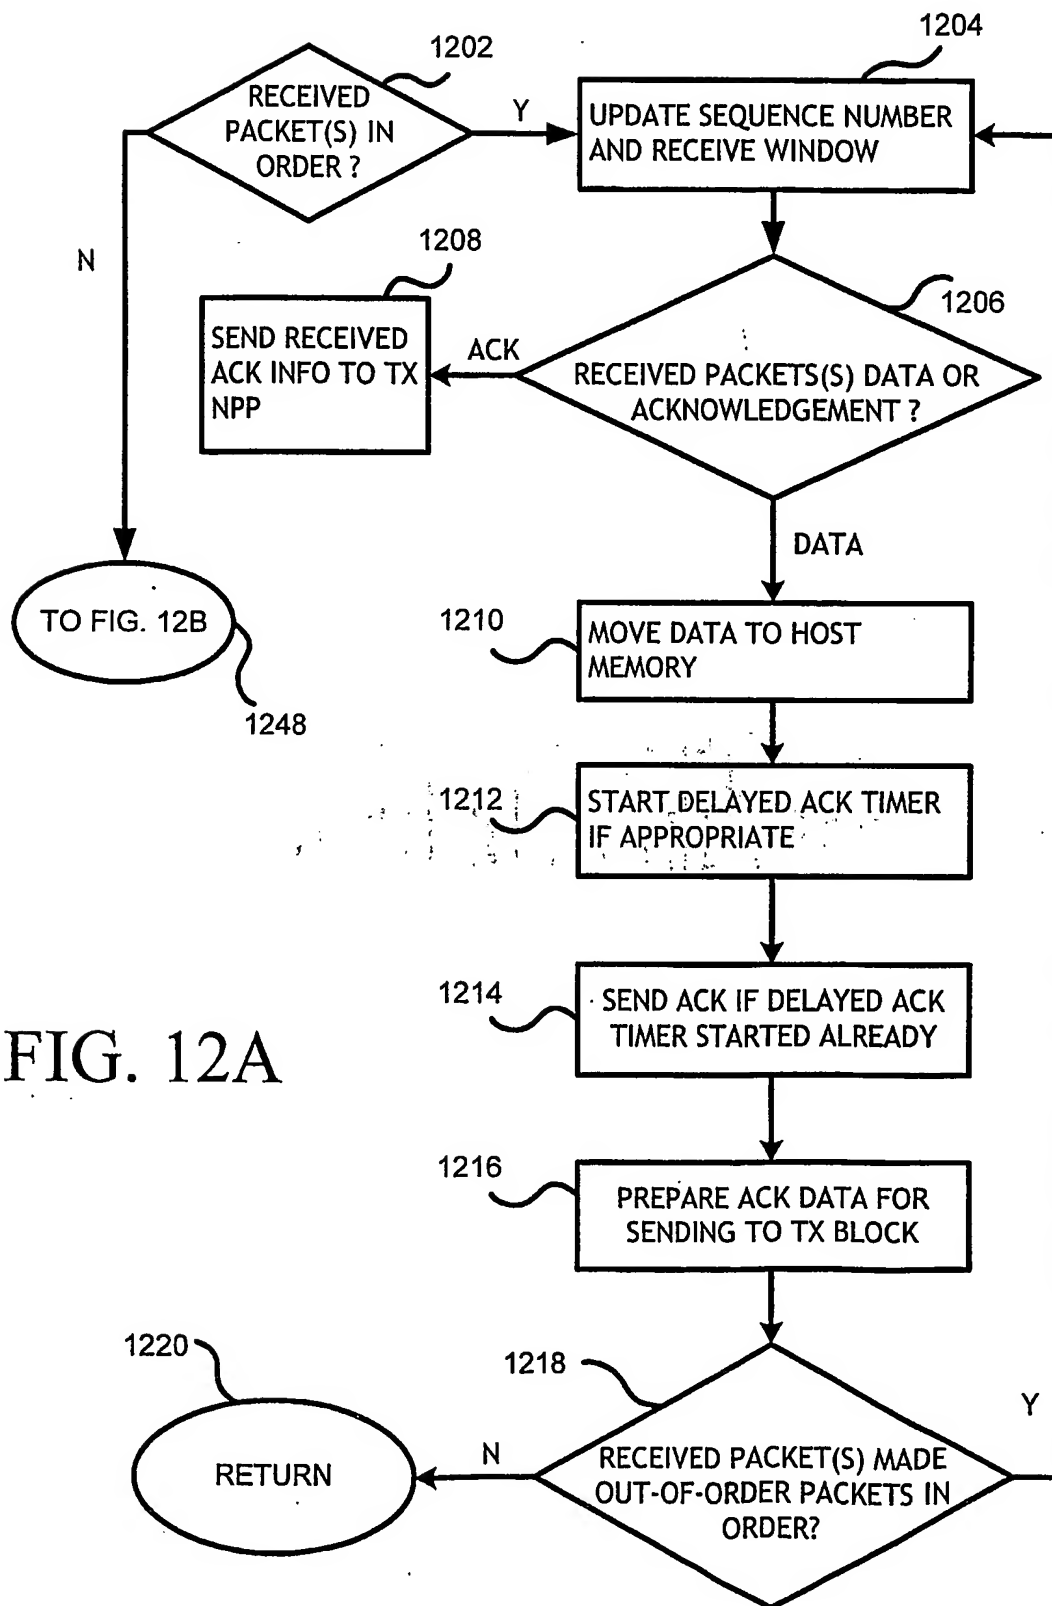 1202
1204
RECEIVED
PACKET(S) IN
ORDER ?
Y
UPDATE SEQUENCE NUMBER
AND RECEIVE WINDOW
N
1208
1206
SEND RECEIVED
ACK INFO TO TX
NPP
ACK
RECEIVED PACKETS(S) DATA OR
ACKNOWLEDGEMENT ?
DATA
TO FIG. 12B
1248
1210
MOVE DATA TO HOST
MEMORY
1212
START DELAYED ACK TIMER
IF APPROPRIATE
1214
SEND ACK IF DELAYED ACK
TIMER STARTED ALREADY
FIG. 12A
1216
PREPARE ACK DATA FOR
SENDING TO TX BLOCK
1220
1218
RETURN
N
RECEIVED PACKET(S) MADE
OUT-OF-ORDER PACKETS IN
ORDER?
Y